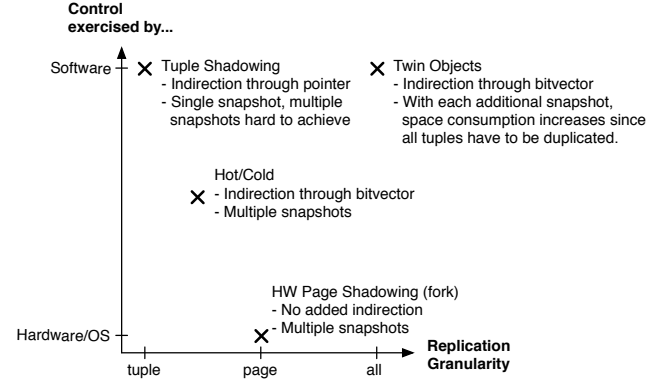 Control
exercised by...
Software
Tuple Shadowing
- Indirection through pointer
- Single snapshot, multiple
snapshots hard to achieve
Twin Objects
- Indirection through bitvector
- With each additional snapshot,
space consumption increases since
all tuples have to be duplicated.
Hot/Cold
- Indirection through bitvector
- Multiple snapshots
HW Page Shadowing (fork)
- No added indirection
- Multiple snapshots
Hardware/OS
Replication
Granularity
tuple
page
all